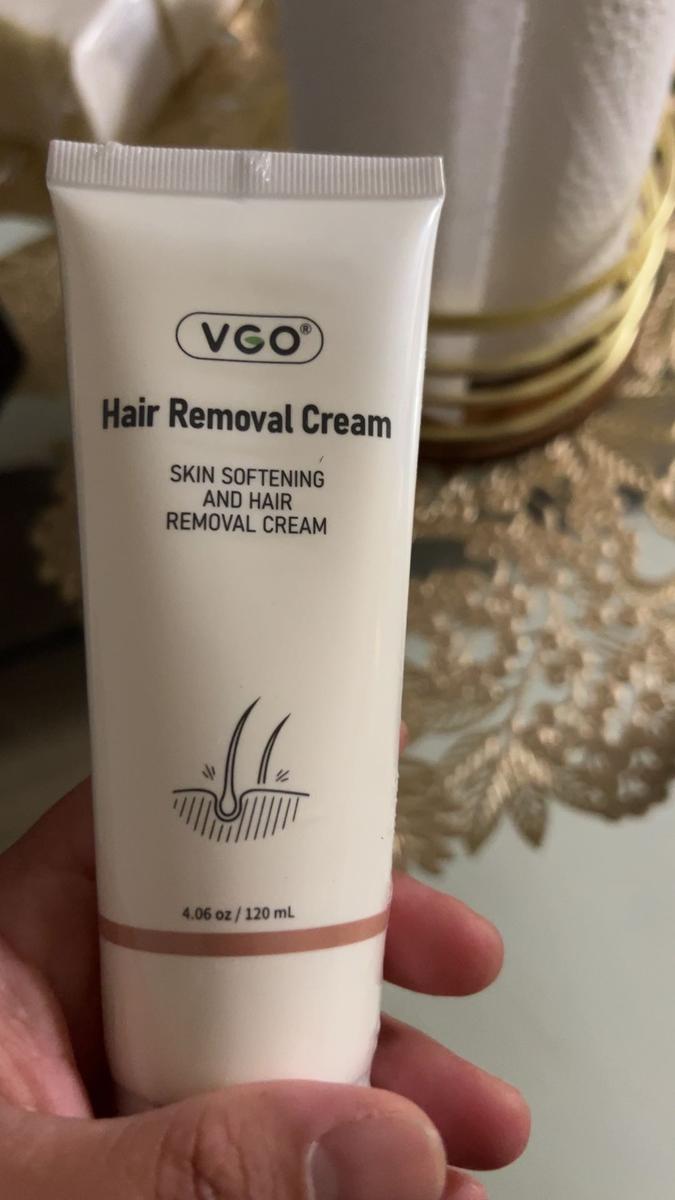 VGO®
Hair Removal Cream
SKIN SOFTENING
AND HAIR
REMOVAL CREAM
4.06 oz / 120 mL